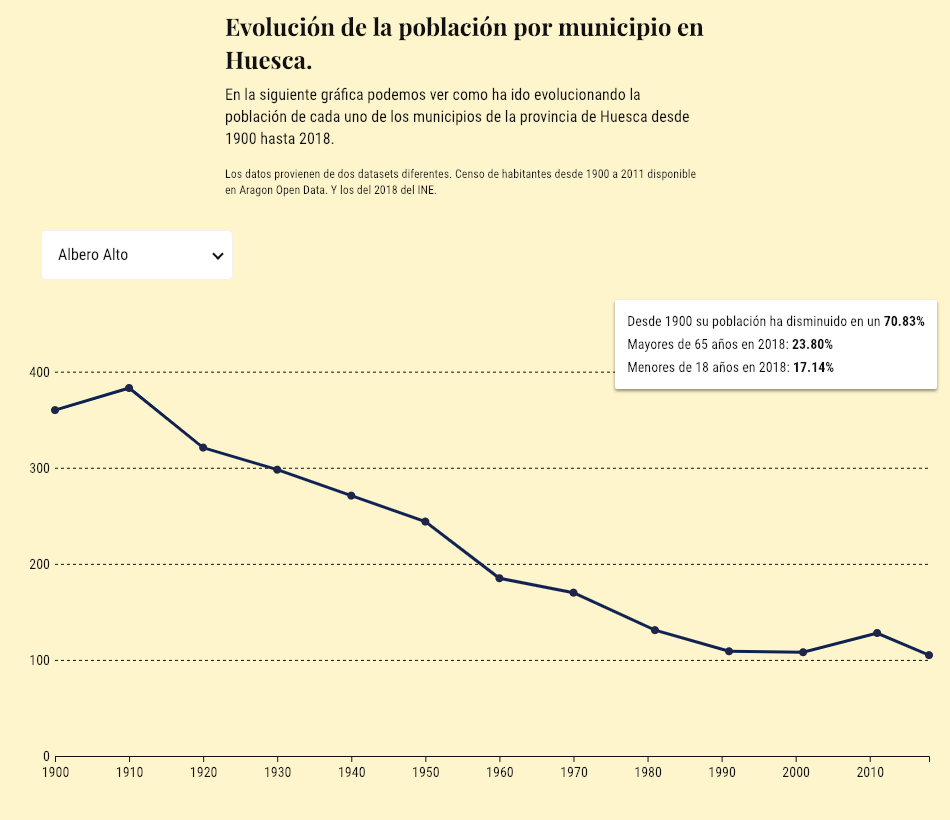 Evolución de la población por municipio en
Huesca.
En la siguiente gráfica podemos ver como ha ido evolucionando la
población de cada uno de los municipios de la provincia de Huesca desde
1900 hasta 2018.
Los datos provienen de dos datasets diferentes. Censo de habitantes desde 1900 a 2011 disponible
en Aragon Open Data. Y los del 2018 del INE.
Albero Alto
Desde 1900 su población ha disminuido en un 70.83%
Mayores de 65 años en 2018: 23.80%
Menores de 18 años en 2018: 17.14%
400
300
200
100
0
1900 1910 1920 1930 1940 1950 1960 1970 1980 1990 2000 2010